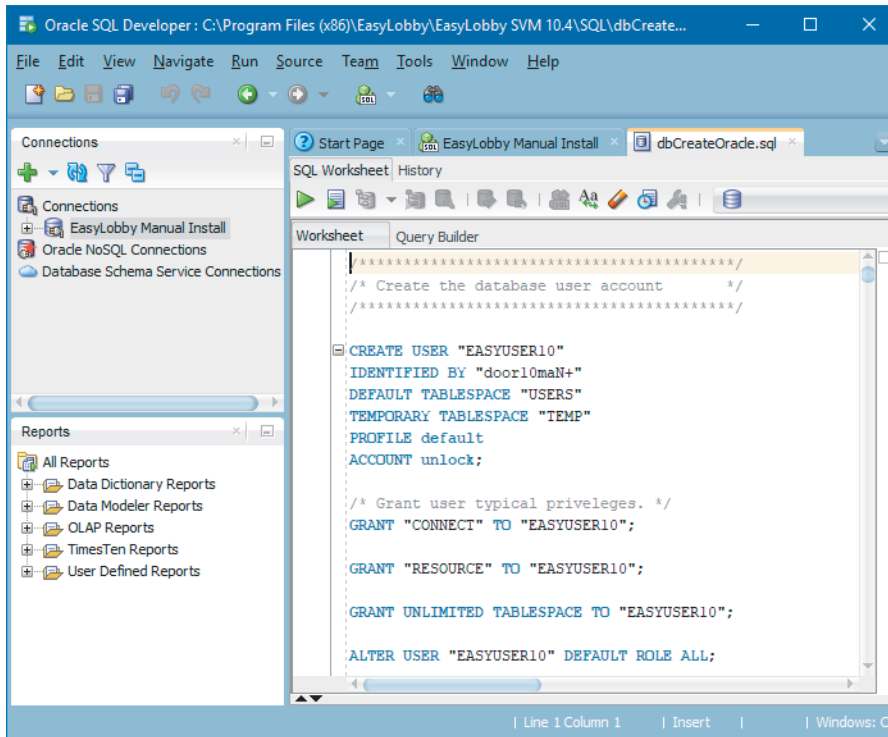 Oracle SQL Developer : C:\Program Files (x86)\EasyLobby\EasyLobby SVM 10.4\SQL\dbCreate...
File Edit View Navigate Run Source Team Tools Window Help
SQL
Connections
Connections
EasyLobby Manual Install
Oracle NoSQL Connections
Database Schema Service Connections
Reports
All Reports
Data Dictionary Reports
Data Modeler Reports
OLAP Reports
TimesTen Reports
User Defined Reports
Start Page
EasyLobby Manual Install
dbCreateOracle.sql
SQL Worksheet History
Aa
Worksheet Query Builder
/******************************************/
/* Create the database user account */
/******************************************/
CREATE USER "EASYUSER10"
IDENTIFIED BY "door10maN+"
DEFAULT TABLESPACE "USERS"
TEMPORARY TABLESPACE "TEMP"
PROFILE default
ACCOUNT unlock;
/* Grant user typical priveleges. */
GRANT "CONNECT" TO "EASYUSER10";
GRANT "RESOURCE" TO "EASYUSER10";
GRANT UNLIMITED TABLESPACE TO "EASYUSER10";
ALTER USER "EASYUSER10" DEFAULT ROLE ALL;
| Line 1 Column 1 | Insert | | Windows: C